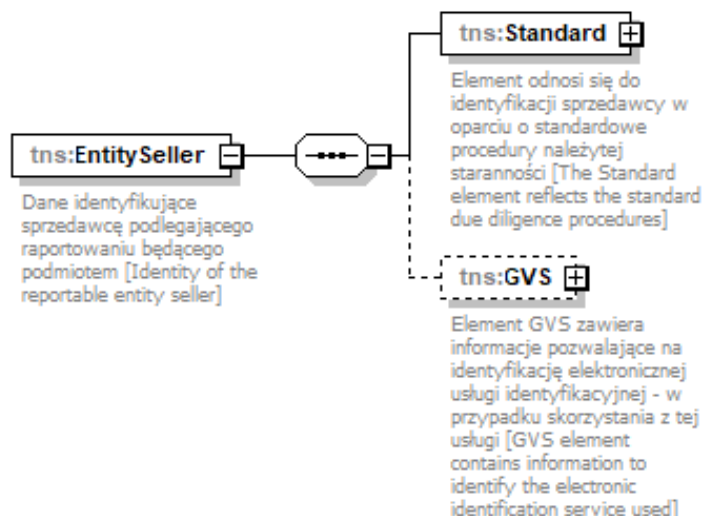 tns:Standard
Element odnosi się do
identyfikacji sprzedawcy w
oparciu o standardowe
procedury należytej
staranności [The Standard
element reflects the standard
due diligence procedures]
tns:EntitySeller
Dane identyfikujące
sprzedawcę podlegającego
raportowaniu będącego
podmiotem [Identity of the
reportable entity seller]
tns:GVS
Element GVS zawiera
informacje pozwalające na
identyfikację elektronicznej
usługi identyfikacyjnej - w
przypadku skorzystania z tej
usługi [GVS element
contains information to
identify the electronic
identification service used]